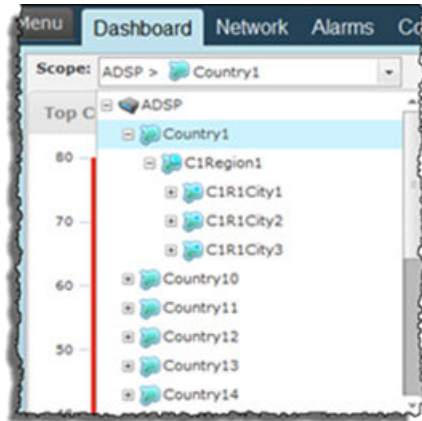 Menu Dashboard Network Alarms Co
Scope: ADSP > Country1
Top C
ADSP
Country1
80
C1Region1
C1R1City1
70
C1R1City2
C1R1City3
60
Country10
Country11
Country12
50
Country13
Country14